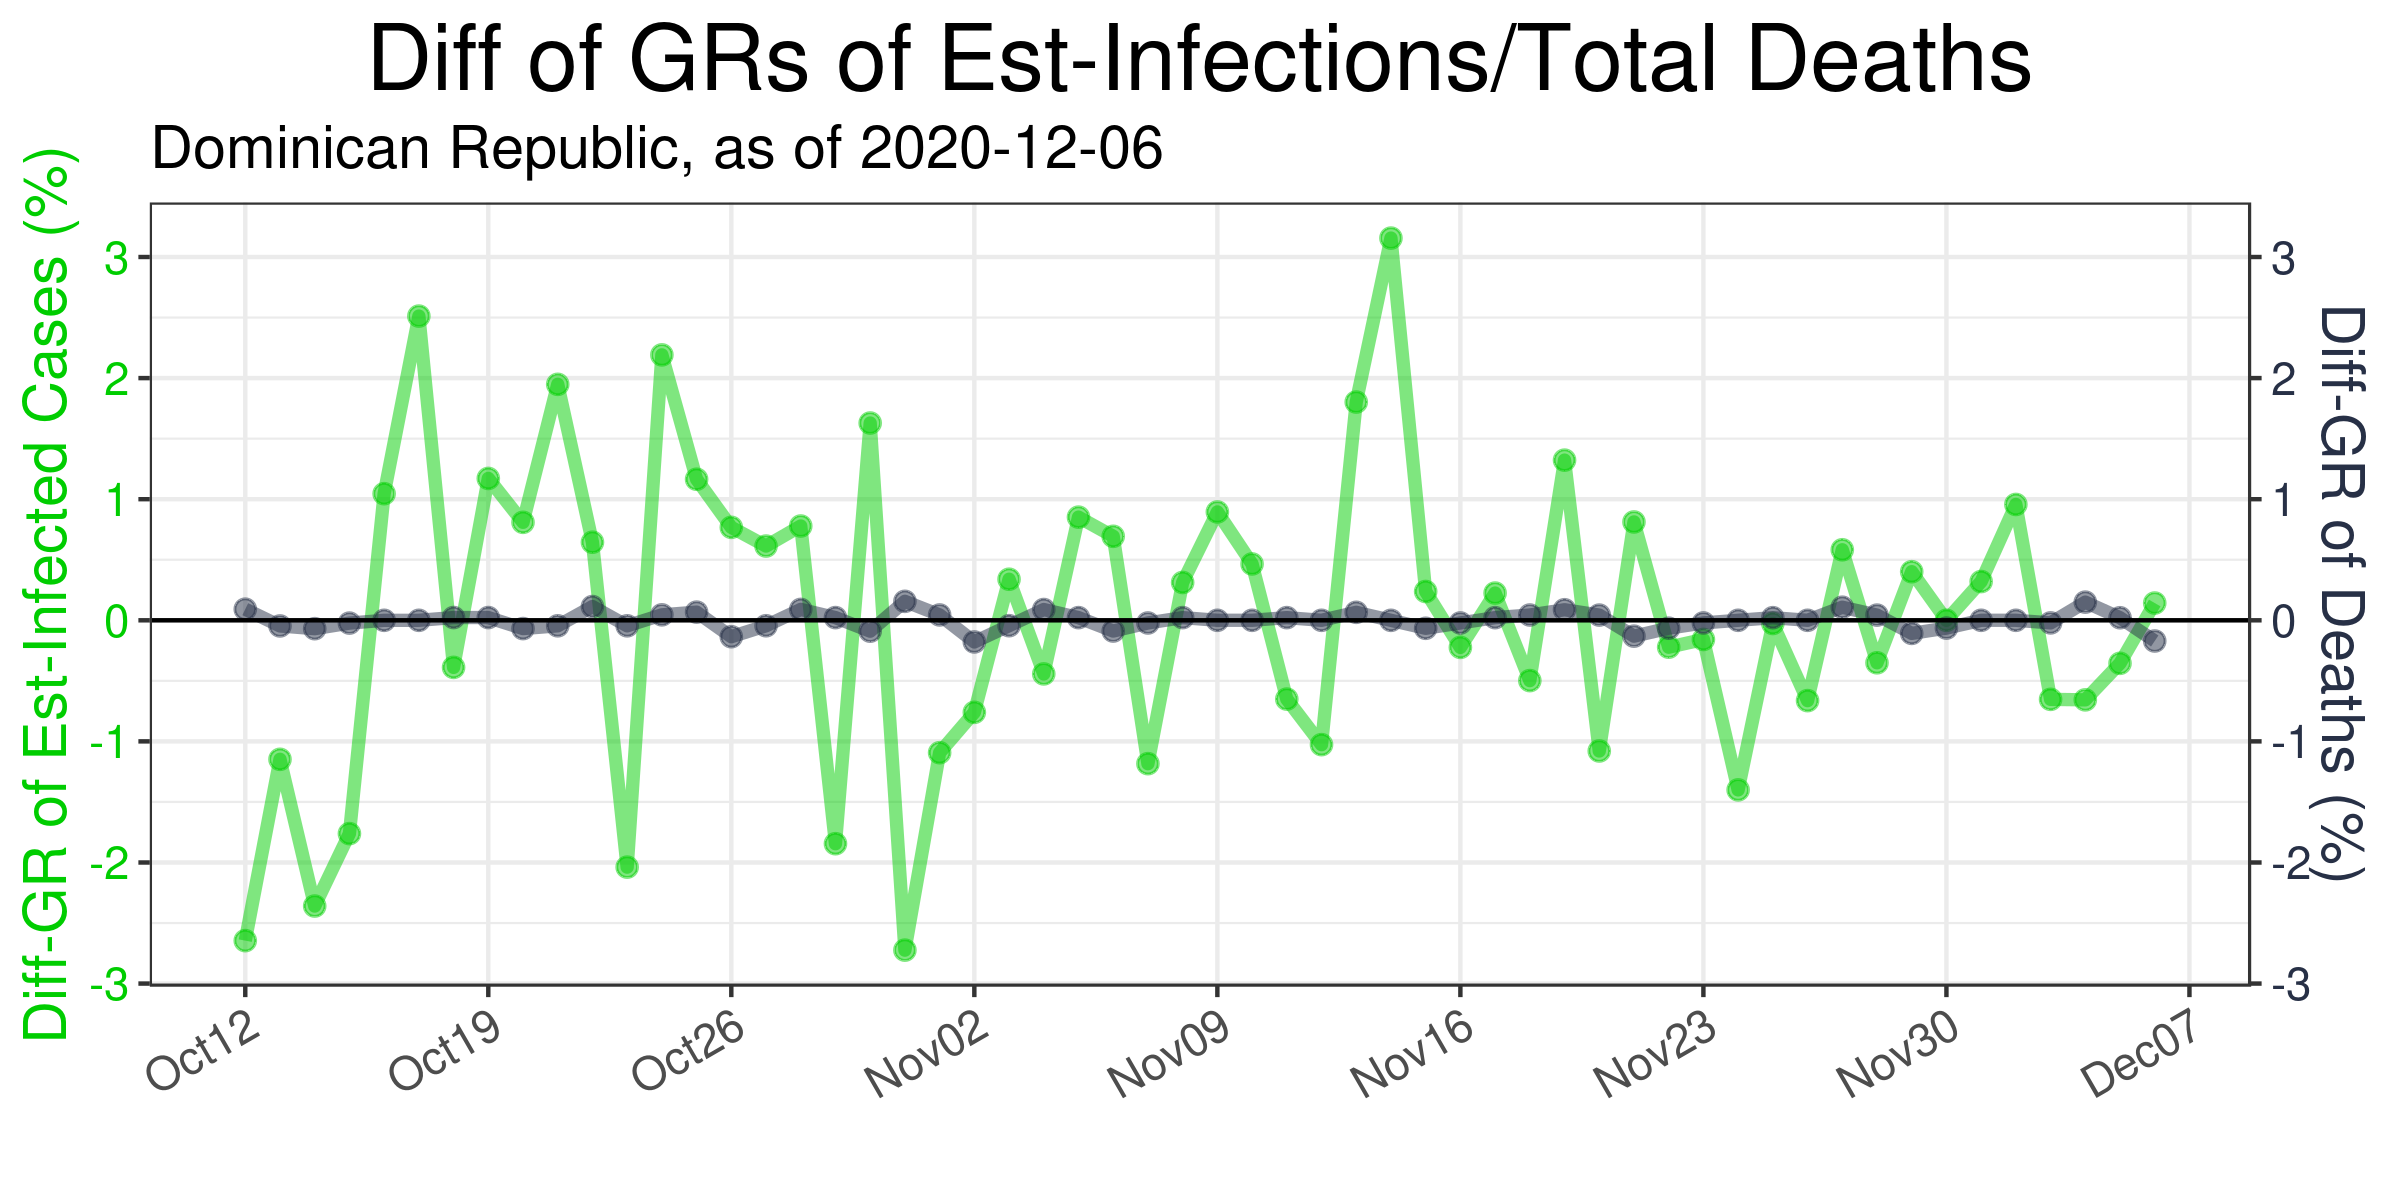 Diff of GRs of Est-Infections/Total Deaths
Dominican Republic, as of 2020-12-06
Diff-GR of Est-Infected Cases (%)
3
2
1
0
-1
-2
-3
3
2
1
0
-1
-2
-3
Diff-GR of Deaths (%)
Oct12
Oct19
Oct26
Nov02
Nov09
Nov16
Nov23
Nov30
Dec07